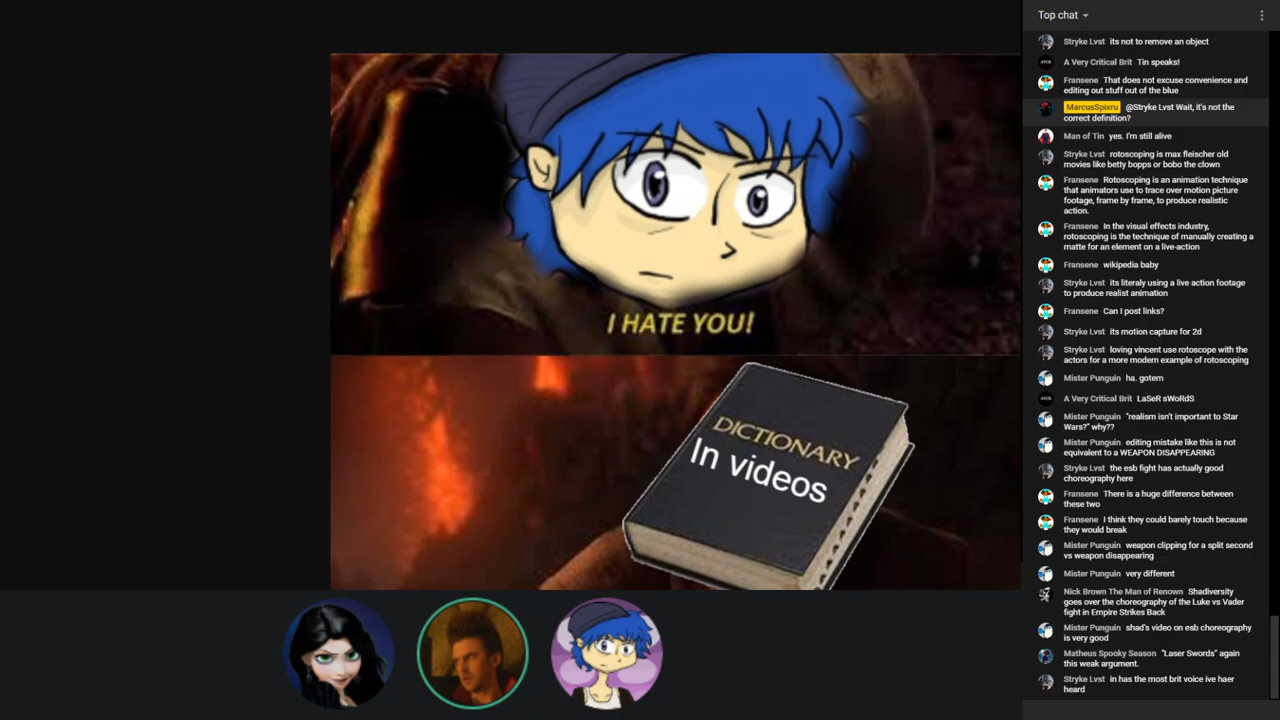 I HATE YOU!
DICTIONARY
In videos
Top chat
Stryke Lvst its not to remove an object
A Very Critical Brit Tin speaks!
Fransene That does not excuse convenience and
editing out stuff out of the blue
MarcusSpixru @Stryke Lvst Wait, it's not the
correct definition?
Man of Tin yes. I'm still alive
Stryke Lvst rotoscoping is max fleischer old
movies like betty bopps or bobo the clown
Fransene Rotoscoping is an animation technique
that animators use to trace over motion picture
footage, frame by frame, to produce realistic
action.
Fransene In the visual effects industry,
rotoscoping is the technique of manually creating a
matte for an element on a live-action
Fransene wikipedia baby
Stryke Lvst its literaly using a live action footage
to produce realist animation
Fransene Can I post links?
Stryke Lvst its motion capture for 2d
Stryke Lvst loving vincent use rotoscope with the
actors for a more modern example of rotoscoping
Mister Punguin ha. gotem
A Very Critical Brit LaSeR sWoRdS
Mister Punguin "realism isn't important to Star
Wars?" why??
Mister Punguin editing mistake like this is not
equivalent to a WEAPON DISAPPEARING
Stryke Lvst the esb fight has actually good
choreography here
Fransene There is a huge difference between
these two
Fransene I think they could barely touch because
they would break
Mister Punguin weapon clipping for a split second
vs weapon disappearing
Mister Punguin very different
Nick Brown The Man of Renown Shadiversity
goes over the choreography of the Luke vs Vader
fight in Empire Strikes Back
Mister Punguin shad's video on esb choreography
is very good
Matheus Spooky Season "Laser Swords" again
this weak argument.
Stryke Lvst in has the most brit voice ive haer
heard